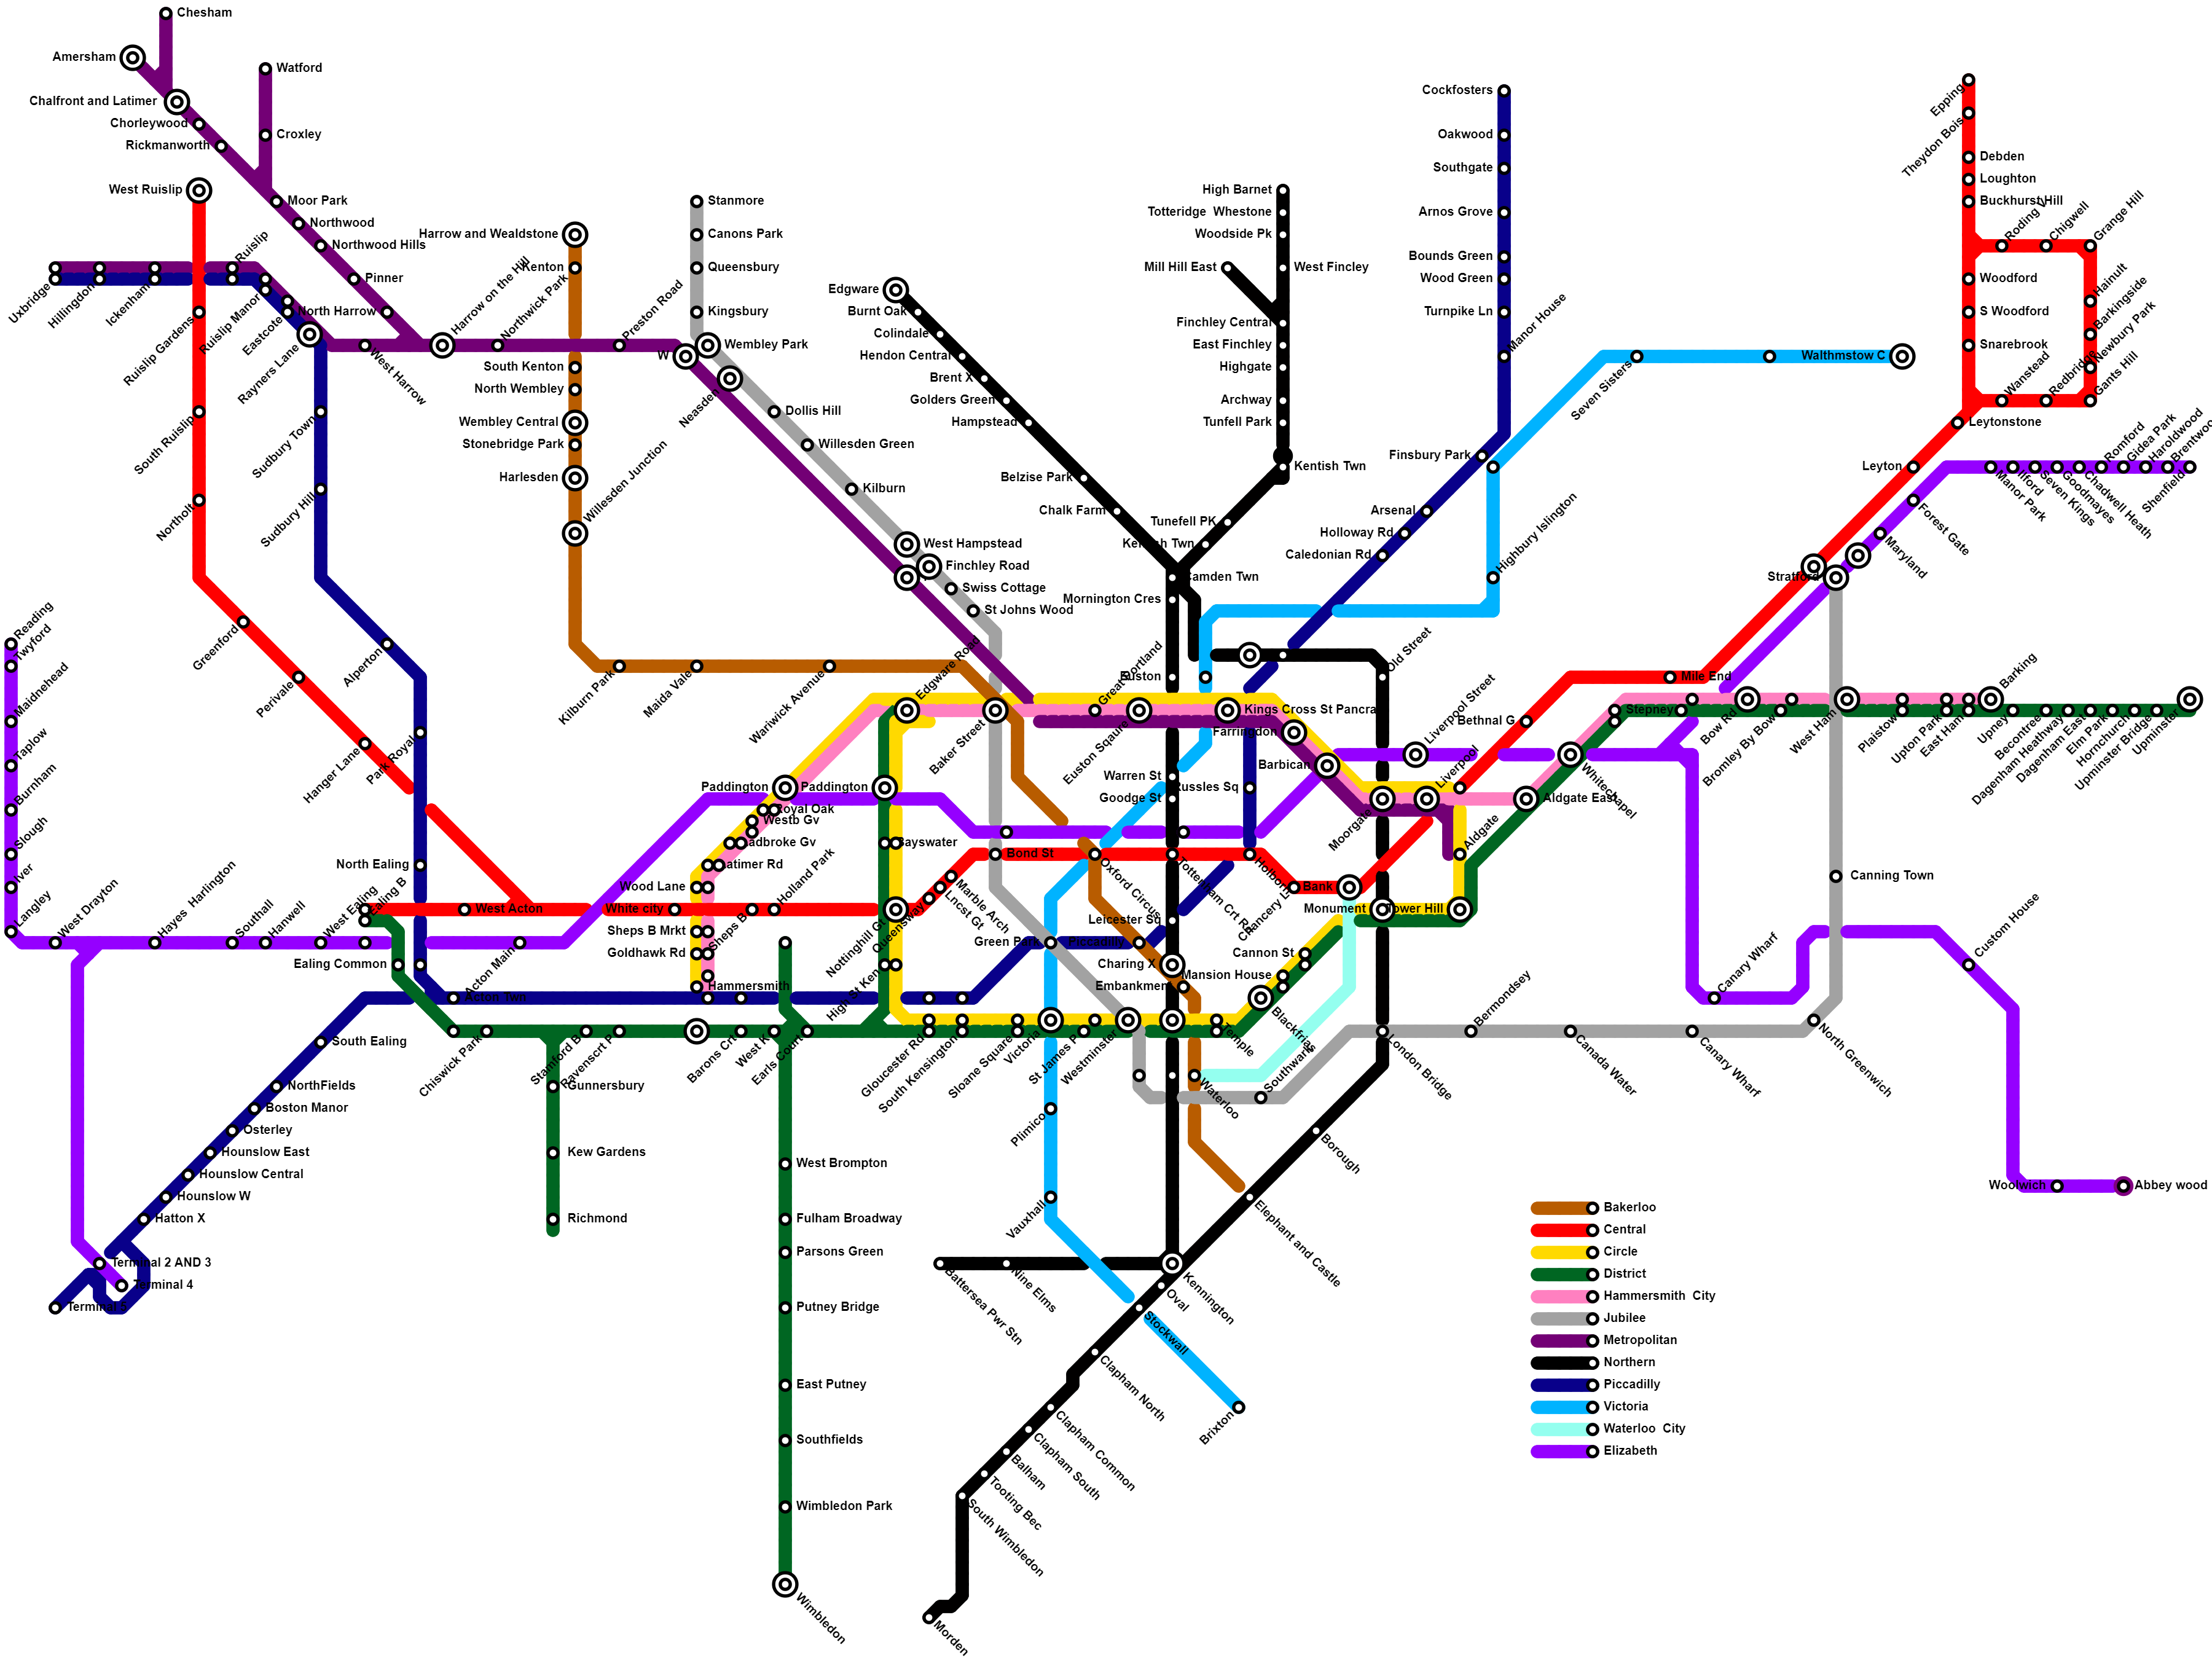 Chesham
Amersham
Watford
Chalfront and Latimer
Chorleywood
Croxley
Rickmanworth
West Ruislip
Moor Park
Northwood
Northwood Hills
Pinner
Ruislip
Uxbridge
Hillingdon
Ickenham
Ruislip Manor
Eastcote
North Harrow
Rayners Lane
West Harrow
Harrow on the Hill
Northwick Park
Preston Road
Ruislip Gardens
South Ruislip
Northolt
Greenford
Perivale
Hanger Lane
Sudbury Town
Sudbury Hill
Alperton
Park Royal
North Ealing
Harrow and Wealdstone
Kenton
South Kenton
North Wembley
Wembley Central
Stonebridge Park
Harlesden
Willesden Junction
Kilburn Park
Maida Vale
Warwick Avenue
Edgware Road
Baker Street
Stanmore
Canons Park
Queensbury
Kingsbury
Wembley Park
W
Neasden
Dollis Hill
Willesden Green
Kilburn
West Hampstead
Finchley Road
Swiss Cottage
St Johns Wood
Edgware
Burnt Oak
Colindale
Hendon Central
Brent X
Golders Green
Hampstead
Belzise Park
Chalk Farm
Camden Twn
Mornington Cres
Euston
High Barnet
Totteridge  Whestone
Woodside Pk
Mill Hill East
West Fincley
Finchley Central
East Finchley
Highgate
Archway
Tunfell Park
Kentish Twn
Tunefell PK
Kentish Twn
Cockfosters
Oakwood
Southgate
Arnos Grove
Bounds Green
Wood Green
Turnpike Ln
Manor House
Finsbury Park
Arsenal
Holloway Rd
Caledonian Rd
Highbury Islington
Seven Sisters
Walthmstow C
Epping
Theydon Bois
Debden
Loughton
Buckhurst Hill
Roding V
Chigwell
Grange Hill
Hainult
Barkingside
Newbury Park
Gants Hill
Redbridge
Wanstead
Woodford
S Woodford
Snarebrook
Leytonstone
Leyton
Stratford
Mile End
Bethnal G
Maryland
Forest Gate
Manor Park
Ilford
Seven Kings
Goodmayes
Chadwell Heath
Romford
Gidea Park
Haroldwood
Shenfield
Reading
Twyford
Maidnehead
Taplow
Burnham
Slough
Iver
Langley
West Drayton
Hayes  Harlington
Southall
Hanwell
West Ealing
Ealing B
Ealing Common
Acton Main
West Acton
Acton Twn
South Ealing
NorthFields
Boston Manor
Osterley
Hounslow East
Hounslow Central
Hounslow W
Hatton X
Terminal 2 AND 3
Terminal 4
Chiswick Park
Gunnersbury
Kew Gardens
Richmond
Stamford B
Ravenscrt P
Barons Crt
West K
Earls Court
West Brompton
Fulham Broadway
Parsons Green
Putney Bridge
East Putney
Southfields
Wimbledon Park
Wimbledon
Paddington
Paddington
Royal Oak
Westb Gv
Ladbroke Gv
Latimer Rd
Wood Lane
White city
Sheps B Mrkt
Goldhawk Rd
Hammersmith
Sheps B
Holland Park
Nottinghill Gt
Queensway
Lncst Gt
Marble Arch
Bayswater
High St Ken
Gloucester Rd
South Kensington
Sloane Square
Victoria
St James P
Westminster
Temple
Blackfrias
Embankment
Mansion House
Cannon St
Monument
Tower Hill
Aldgate
Bond St
Oxford Circus
Tottenham Crt Rd
Holborn
Chancery L
Bank
Liverpool
Liverpool Street
Green Park
Piccadilly
Leicester Sq
Charing X
Goodge St
Warren St
Russles Sq
Great Portland
Euston Sqaure
Kings Cross St Pancras
Farringdon
Barbican
Moorgate
Old Street
Aldgate East
Whitechapel
Stepney
Bow Rd
Bromley By Bow
West Ham
Plaistow
Upton Park
East Ham
Barking
Upney
Becontree
Dagenham Heathway
Dagenham East
Elm Park
Hornchurch
Upminster Bridge
Upminster
Canning Town
Custom House
Canary Wharf
Woolwich
Abbey wood
North Greenwich
Canary Wharf
Canada Water
Bermondsey
London Bridge
Southwark
Waterloo
Borough
Elephant and Castle
Plimico
Vauxhall
Stockwall
Brixton
Kennington
Oval
Nine Elms
Battersea Pwr Stn
Clapham North
Clapham Common
Clapham South
Balham
Tooting Bec
South Wimbledon
Morden
Bakerloo
Central
Circle
District
Hammersmith  City
Jubilee
Metropolitan
Northern
Piccadilly
Victoria
Waterloo  City
Elizabeth